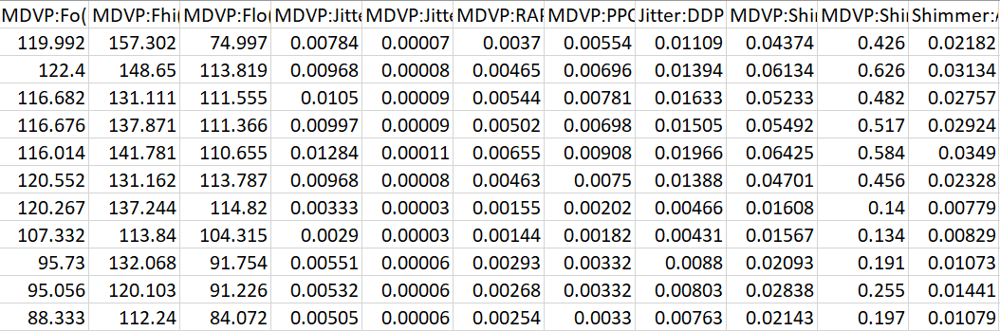 MDVP:Fo( MDVP:Fhi( MDVP:Flo( MDVP:Jitte MDVP:Jitte MDVP:RAP MDVP:PPQ Jitter:DDP MDVP:Shir MDVP:Shir Shimmer:A
119.992 157.302 74.997 0.00784 0.00007 0.0037 0.00554 0.01109 0.04374 0.426 0.02182
122.4 148.65 113.819 0.00968 0.00008 0.00465 0.00696 0.01394 0.06134 0.626 0.03134
116.682 131.111 111.555 0.0105 0.00009 0.00544 0.00781 0.01633 0.05233 0.482 0.02757
116.676 137.871 111.366 0.00997 0.00009 0.00502 0.00698 0.01505 0.05492 0.517 0.02924
116.014 141.781 110.655 0.01284 0.00011 0.00655 0.00908 0.01966 0.06425 0.584 0.0349
120.552 131.162 113.787 0.00968 0.00008 0.00463 0.0075 0.01388 0.04701 0.456 0.02328
120.267 137.244 114.82 0.00333 0.00003 0.00155 0.00202 0.00466 0.01608 0.14 0.00779
107.332 113.84 104.315 0.0029 0.00003 0.00144 0.00182 0.00431 0.01567 0.134 0.00829
95.73 132.068 91.754 0.00551 0.00006 0.00293 0.00332 0.0088 0.02093 0.191 0.01073
95.056 120.103 91.226 0.00532 0.00006 0.00268 0.00332 0.00803 0.02838 0.255 0.01441
88.333 112.24 84.072 0.00505 0.00006 0.00254 0.0033 0.00763 0.02143 0.197 0.01079